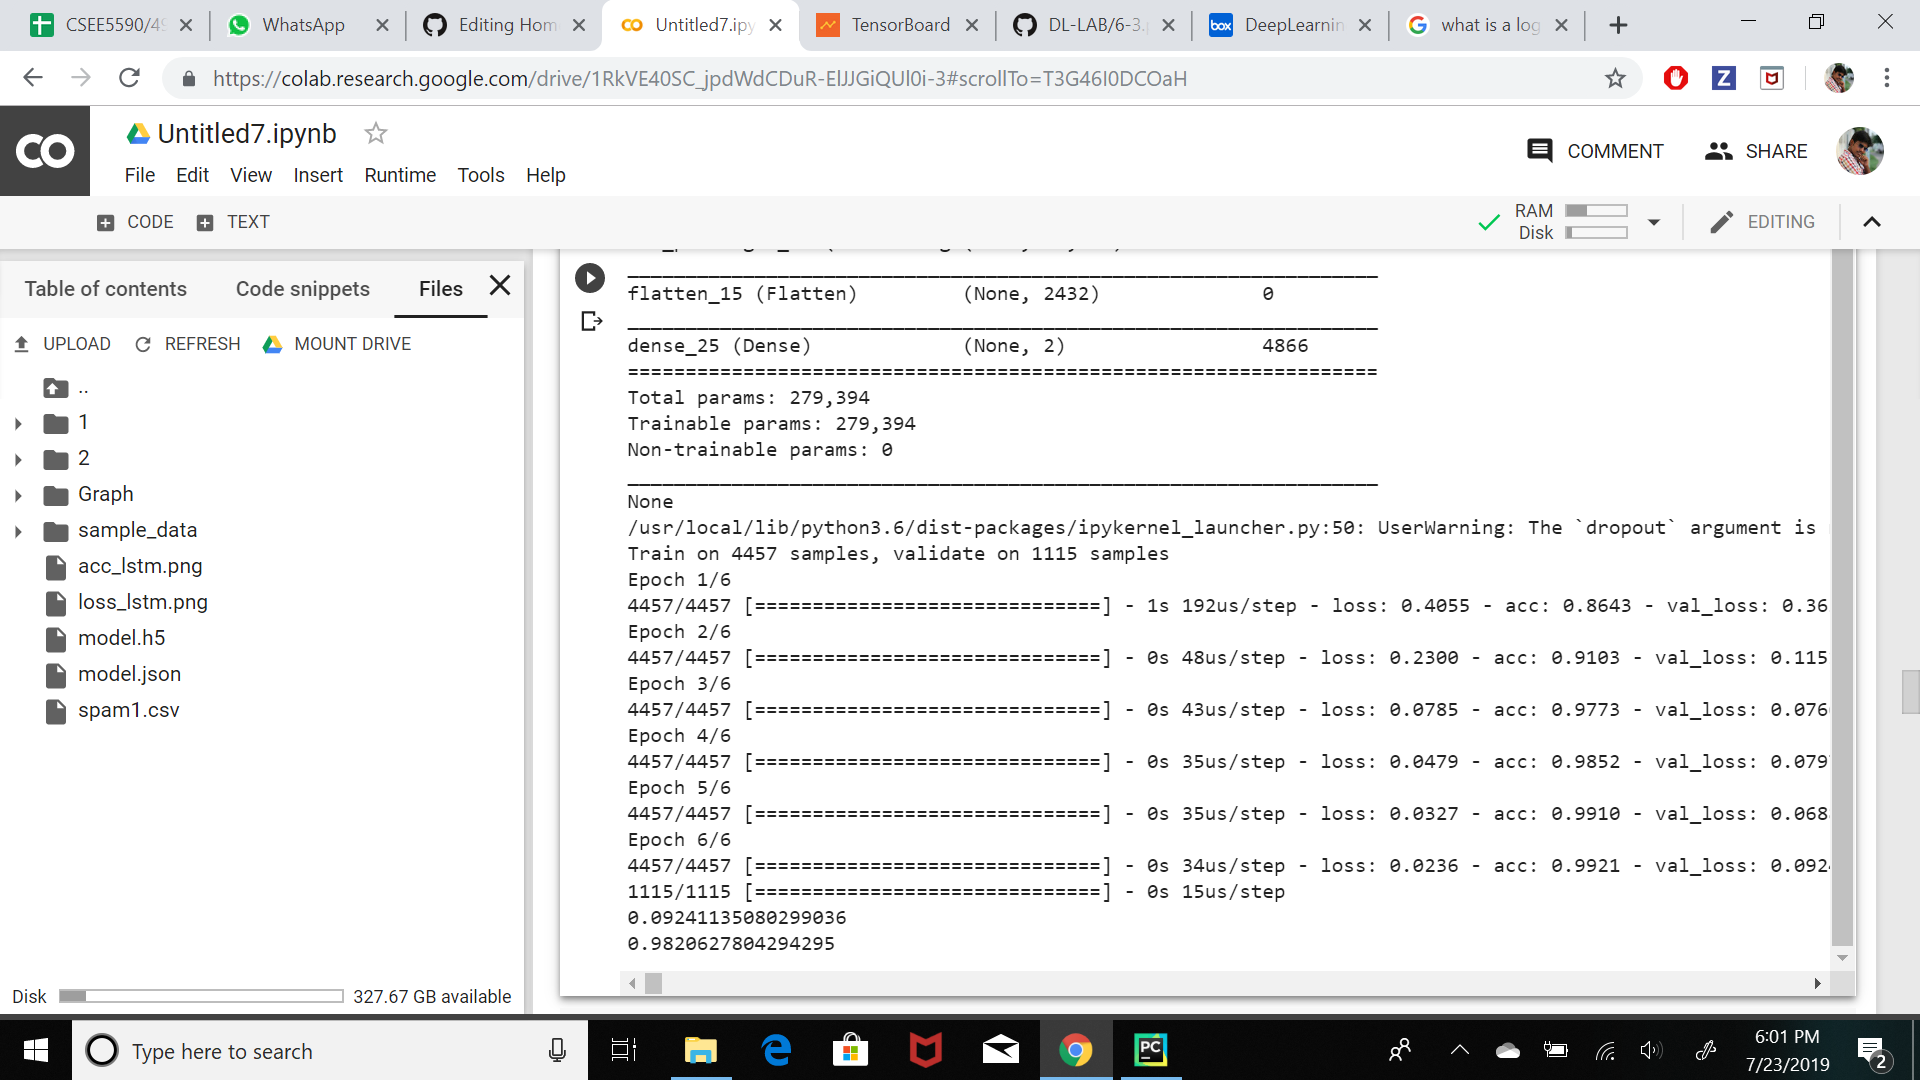 CSEE5590/49
WhatsApp
Editing Hom
Untitled7.ipy
TensorBoard
DL-LAB/6-3.
box
DeepLearnin
what is a log
https://colab.research.google.com/drive/1RkVE40SC_jpdWdCDuR-ElJJGiQUl0i-3#scrollTo=T3G46I0DCOaH
Z
CO
Untitled7.ipynb
COMMENT
SHARE
File Edit View Insert Runtime Tools Help
CODE
TEXT
RAM
Disk
EDITING
Table of contents
Code snippets
Files
UPLOAD
REFRESH
MOUNT DRIVE
..
1
2
Graph
sample_data
acc_lstm.png
loss_lstm.png
model.h5
model.json
spam1.csv
Disk
327.67 GB available
_________________________________________________________________
flatten_15 (Flatten) (None, 2432) 0
_________________________________________________________________
dense_25 (Dense) (None, 2) 4866
=================================================================
Total params: 279,394
Trainable params: 279,394
Non-trainable params: 0
_________________________________________________________________
None
/usr/local/lib/python3.6/dist-packages/ipykernel_launcher.py:50: UserWarning: The `dropout` argument is
Train on 4457 samples, validate on 1115 samples
Epoch 1/6
4457/4457 [==============================] - 1s 192us/step - loss: 0.4055 - acc: 0.8643 - val_loss: 0.36
Epoch 2/6
4457/4457 [==============================] - 0s 48us/step - loss: 0.2300 - acc: 0.9103 - val_loss: 0.115
Epoch 3/6
4457/4457 [==============================] - 0s 43us/step - loss: 0.0785 - acc: 0.9773 - val_loss: 0.076
Epoch 4/6
4457/4457 [==============================] - 0s 35us/step - loss: 0.0479 - acc: 0.9852 - val_loss: 0.079
Epoch 5/6
4457/4457 [==============================] - 0s 35us/step - loss: 0.0327 - acc: 0.9910 - val_loss: 0.068
Epoch 6/6
4457/4457 [==============================] - 0s 34us/step - loss: 0.0236 - acc: 0.9921 - val_loss: 0.092
1115/1115 [==============================] - 0s 15us/step
0.09241135080299036
0.9820627804294295
Type here to search
PC
6:01 PM
7/23/2019
2